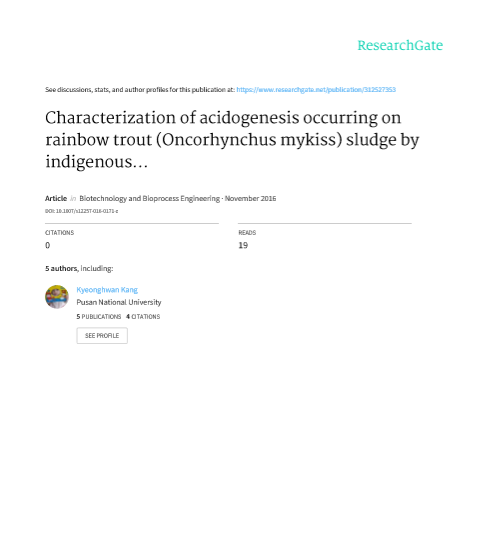 ResearchGate
See discussions, stats, and author profiles for this publication at: https://www.researchgate.net/publication/312527353
Characterization of acidogenesis occurring on
rainbow trout (Oncorhynchus mykiss) sludge by
indigenous...
Article in Biotechnology and Bioprocess Engineering · November 2016
DOI: 10.1007/s12257-016-0171-z
CITATIONS
0
READS
19
5 authors, including:
Kyeonghwan Kang
Pusan National University
5 PUBLICATIONS 4 CITATIONS
SEE PROFILE